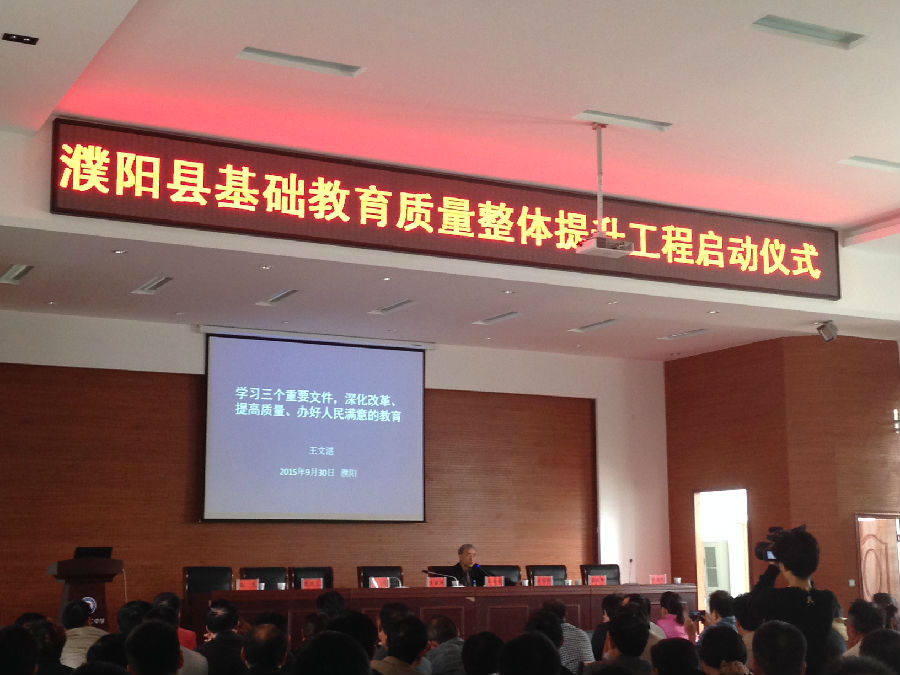 濮阳县基础教育质量整体提升工程启动仪式
学习三个重要文件，深化改革、
提高质量、办好人民满意的教育
王文湛
2015年9月30日 濮阳